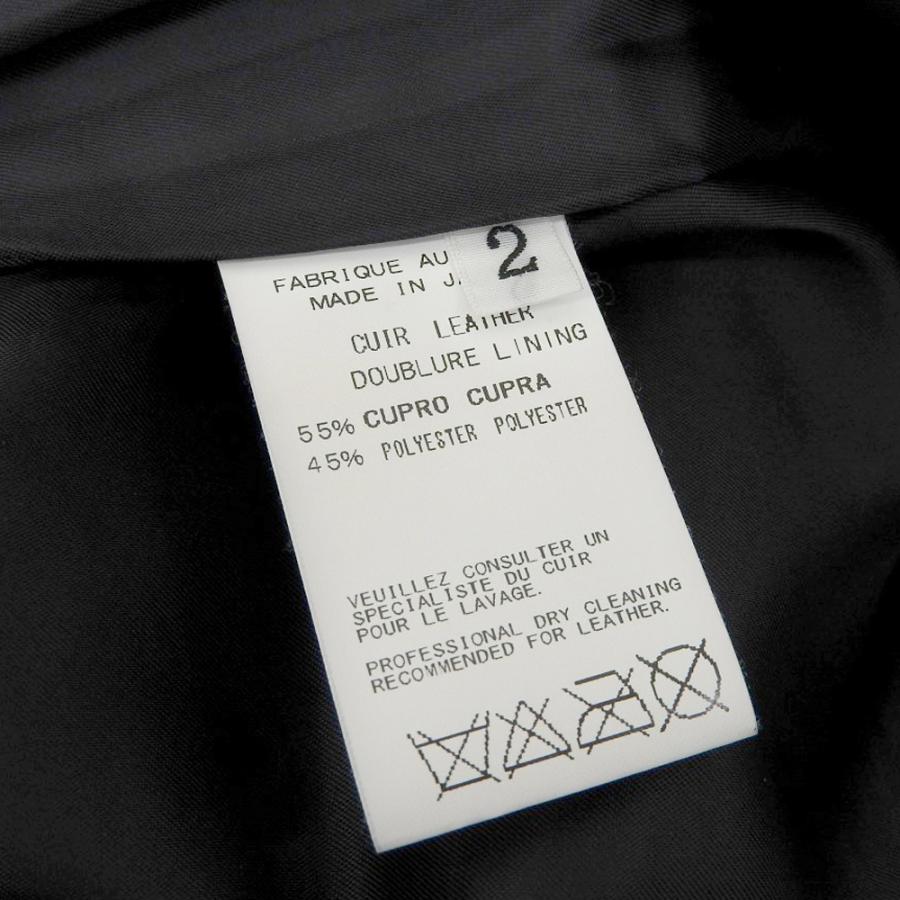 2
FABRIQUE AU
MADE IN J
CUIR LEATHER
DOUBLURE LINING
55% CUPRO CUPRA
45% POLYESTER POLYESTER
VEUILLEZ CONSULTER UN
SPECIALISTE DU CUIR
POUR LE LAVAGE.
PROFESSIONAL DRY CLEANING
RECOMMENDED FOR LEATHER.